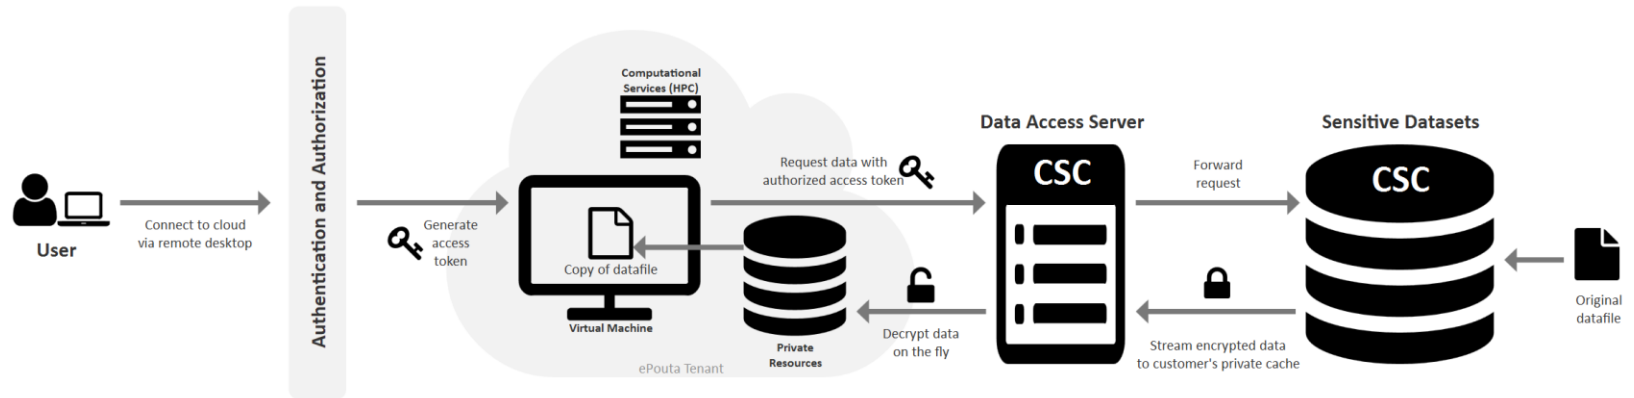 User
Connect to cloud
via remote desktop
Authentication and Authorization
Generate
access
token
Computational
Services (HPC)
Copy of datafile
Virtual Machine
Private
Resources
ePouta Tenant
Request data with
authorized access token
Decrypt data
on the fly
Data Access Server
CSC
Forward
request
Stream encrypted data
to customer's private cache
Sensitive Datasets
CSC
Original
datafile